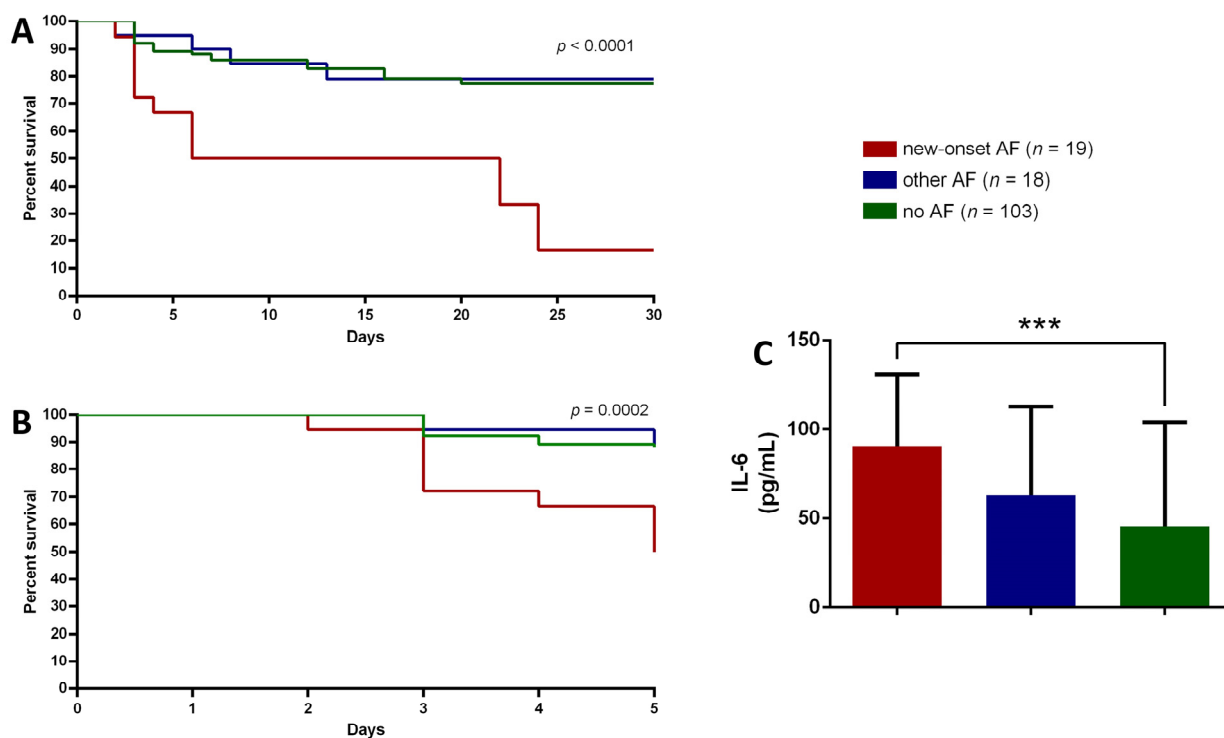 A
p < 0.0001
Percent survival
100
90
80
70
60
50
40
30
20
10
0
0 5 10 15 20 25 30
Days
new-onset AF (n = 19)
other AF (n = 18)
no AF (n = 103)
B
p = 0.0002
Percent survival
100
90
80
70
60
50
40
30
20
10
0
0 1 2 3 4 5
Days
C
***
IL-6
(pg/mL)
150
100
50
0